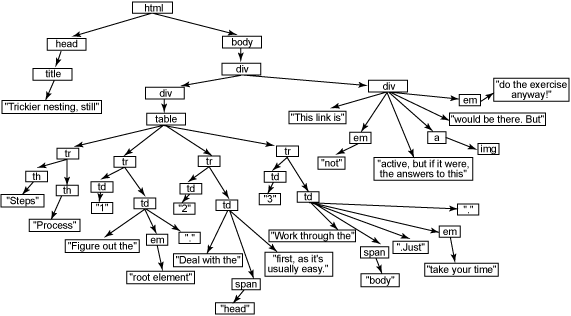 html
head
body
title
div
"Trickier nesting, still"
div
div
em
"do the exercise
anyway!"
table
"This link is"
"would be there. But"
em
a
img
"not"
"active, but if it were,
the answers to this"
tr
tr
tr
tr
th
th
"Steps"
"Process"
td
"1"
td
"Figure out the"
em
"."
"root element"
td
"2"
td
"Deal with the"
span
"first, as it's
usually easy."
"head"
td
"3"
td
"."
"Work through the"
span
".Just"
em
"body"
"take your time"